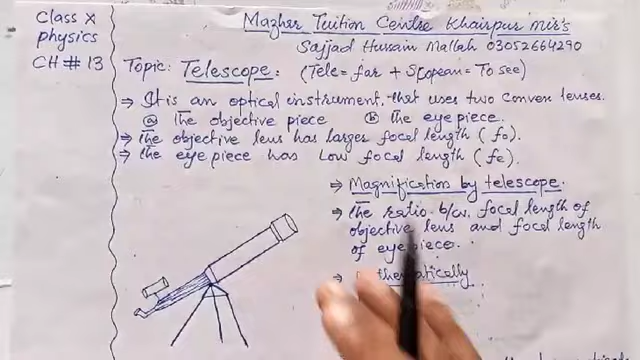 Class X
physics
CH # 13
Mazher Tuition Centre Khairpur Mir's
Sajjad Hussain Mallah 03052664290
Topic: Telescope: (Tele = far + Scopean = To see)
⇒ It is an optical instrument, that uses two convex lenses.
ⓐ The objective piece ⓑ The eye piece.
⇒ The objective lens has larger focal length (fo).
⇒ The eye piece has Low focal length (fe).
⇒ Magnification by telescope.
⇒ The ratio b/w focal length of
objective lens and focal length
of eye piece.